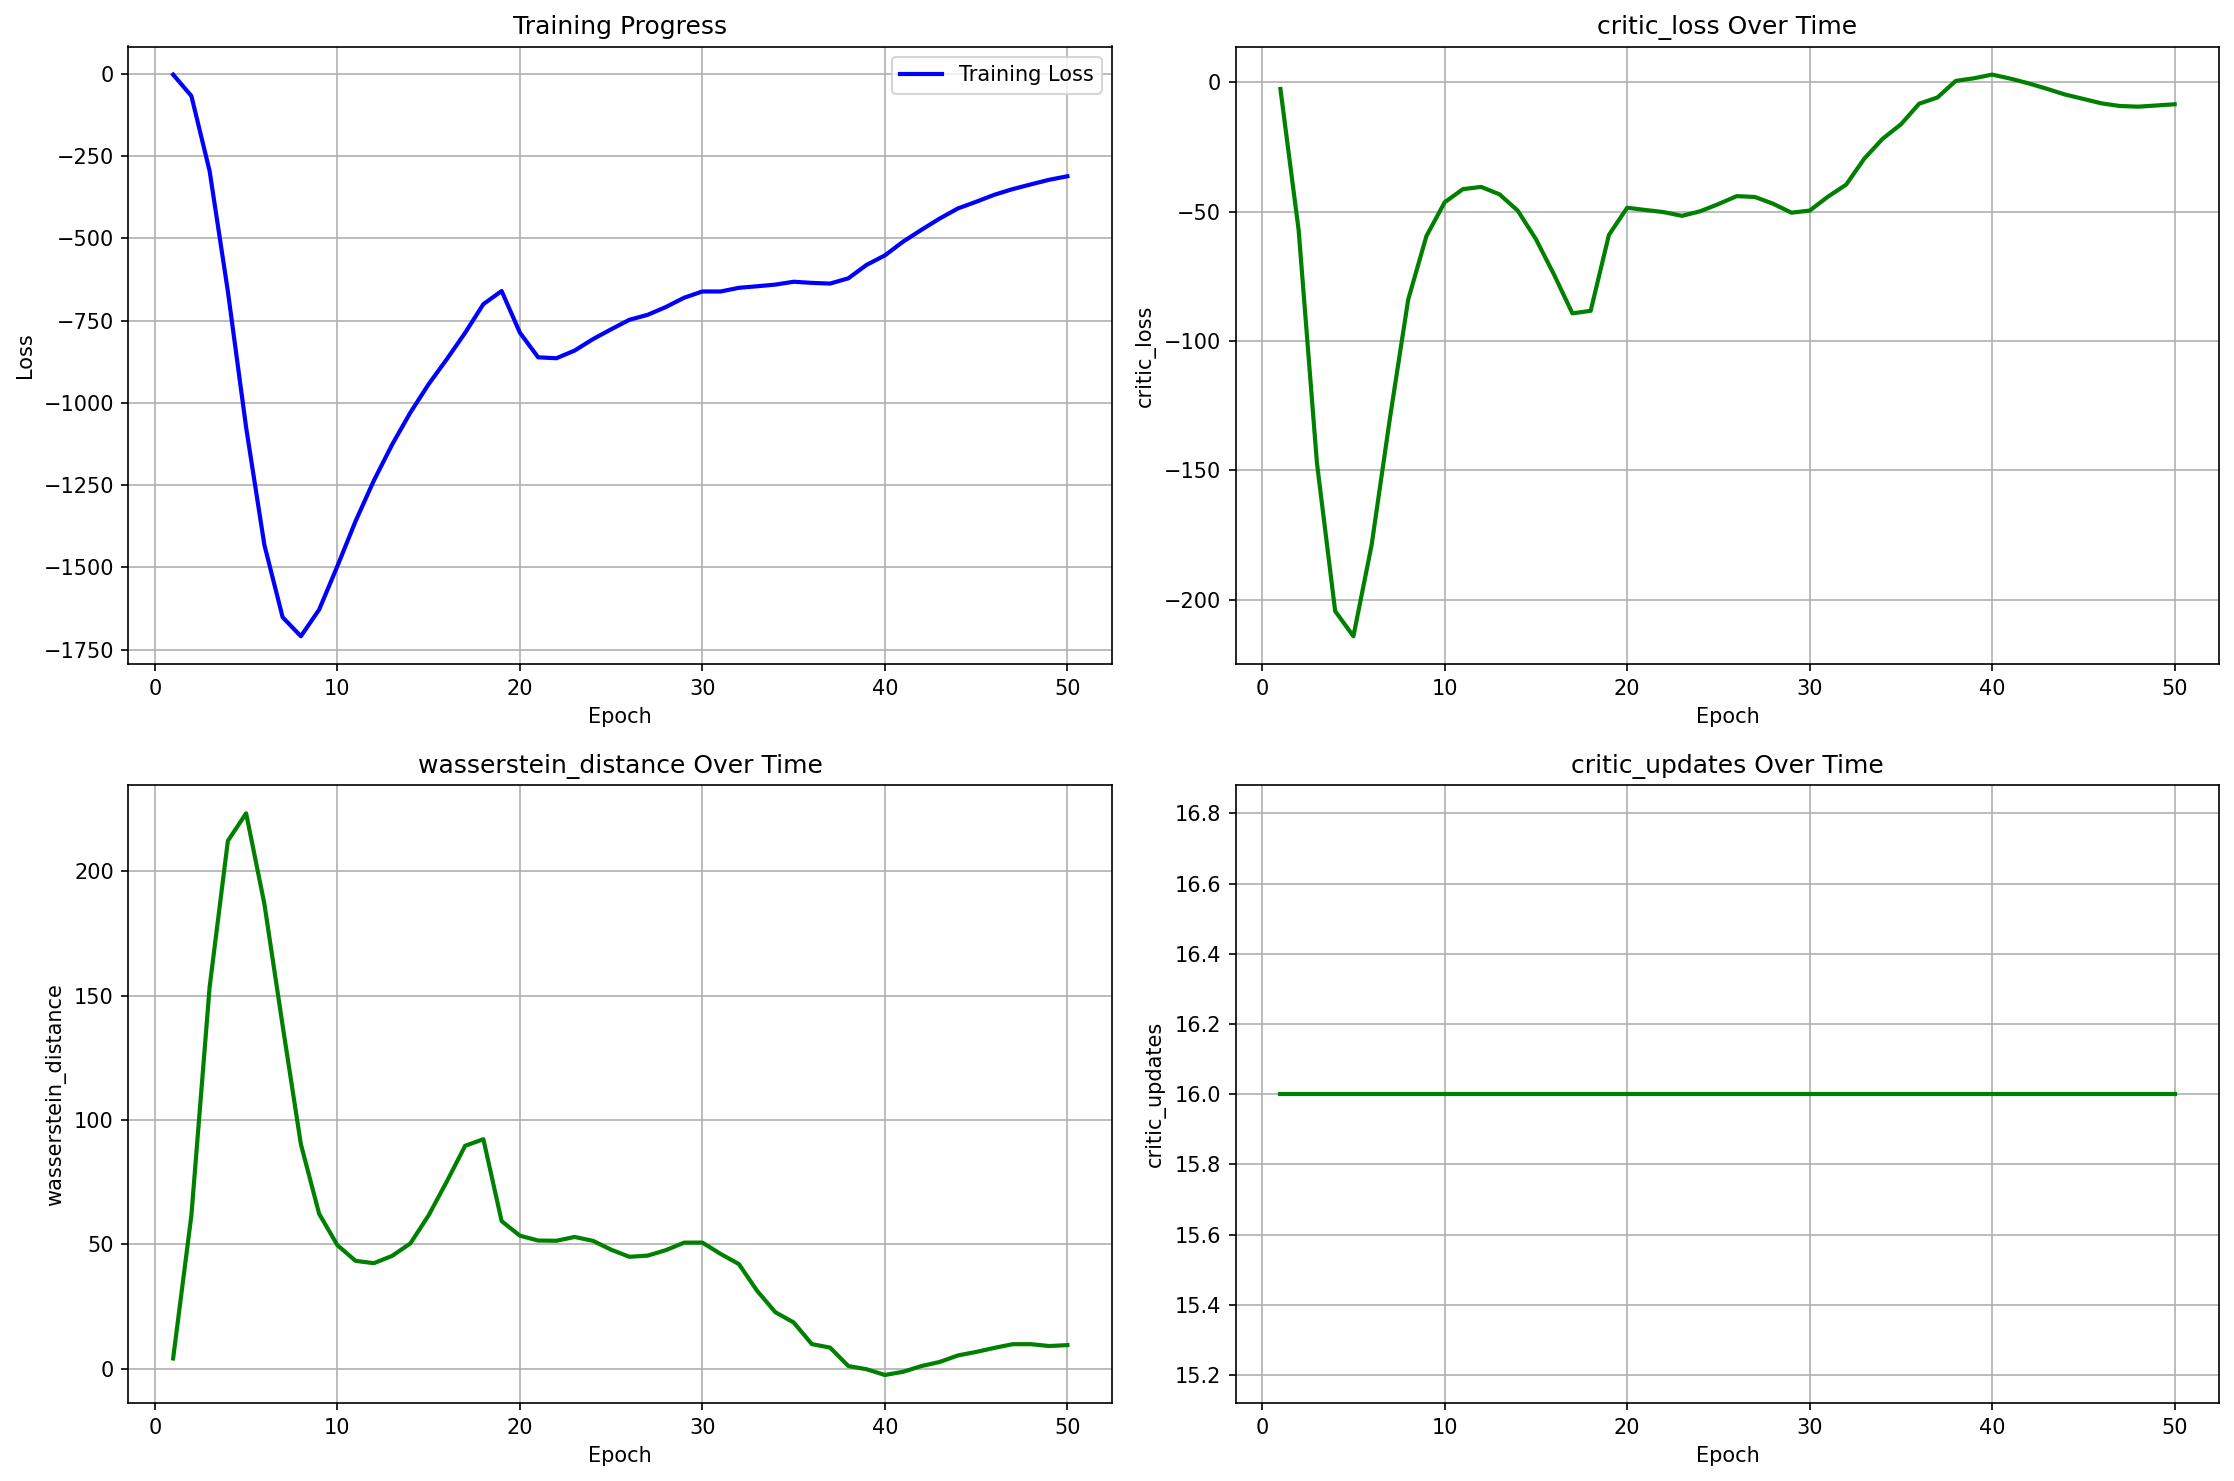 Training Progress
Training Loss
Loss
0
−250
−500
−750
−1000
−1250
−1500
−1750
0 10 20 30 40 50
Epoch
critic_loss Over Time
critic_loss
0
−50
−100
−150
−200
0 10 20 30 40 50
Epoch
wasserstein_distance Over Time
wasserstein_distance
200
150
100
50
0
0 10 20 30 40 50
Epoch
critic_updates Over Time
critic_updates
16.8
16.6
16.4
16.2
16.0
15.8
15.6
15.4
15.2
0 10 20 30 40 50
Epoch